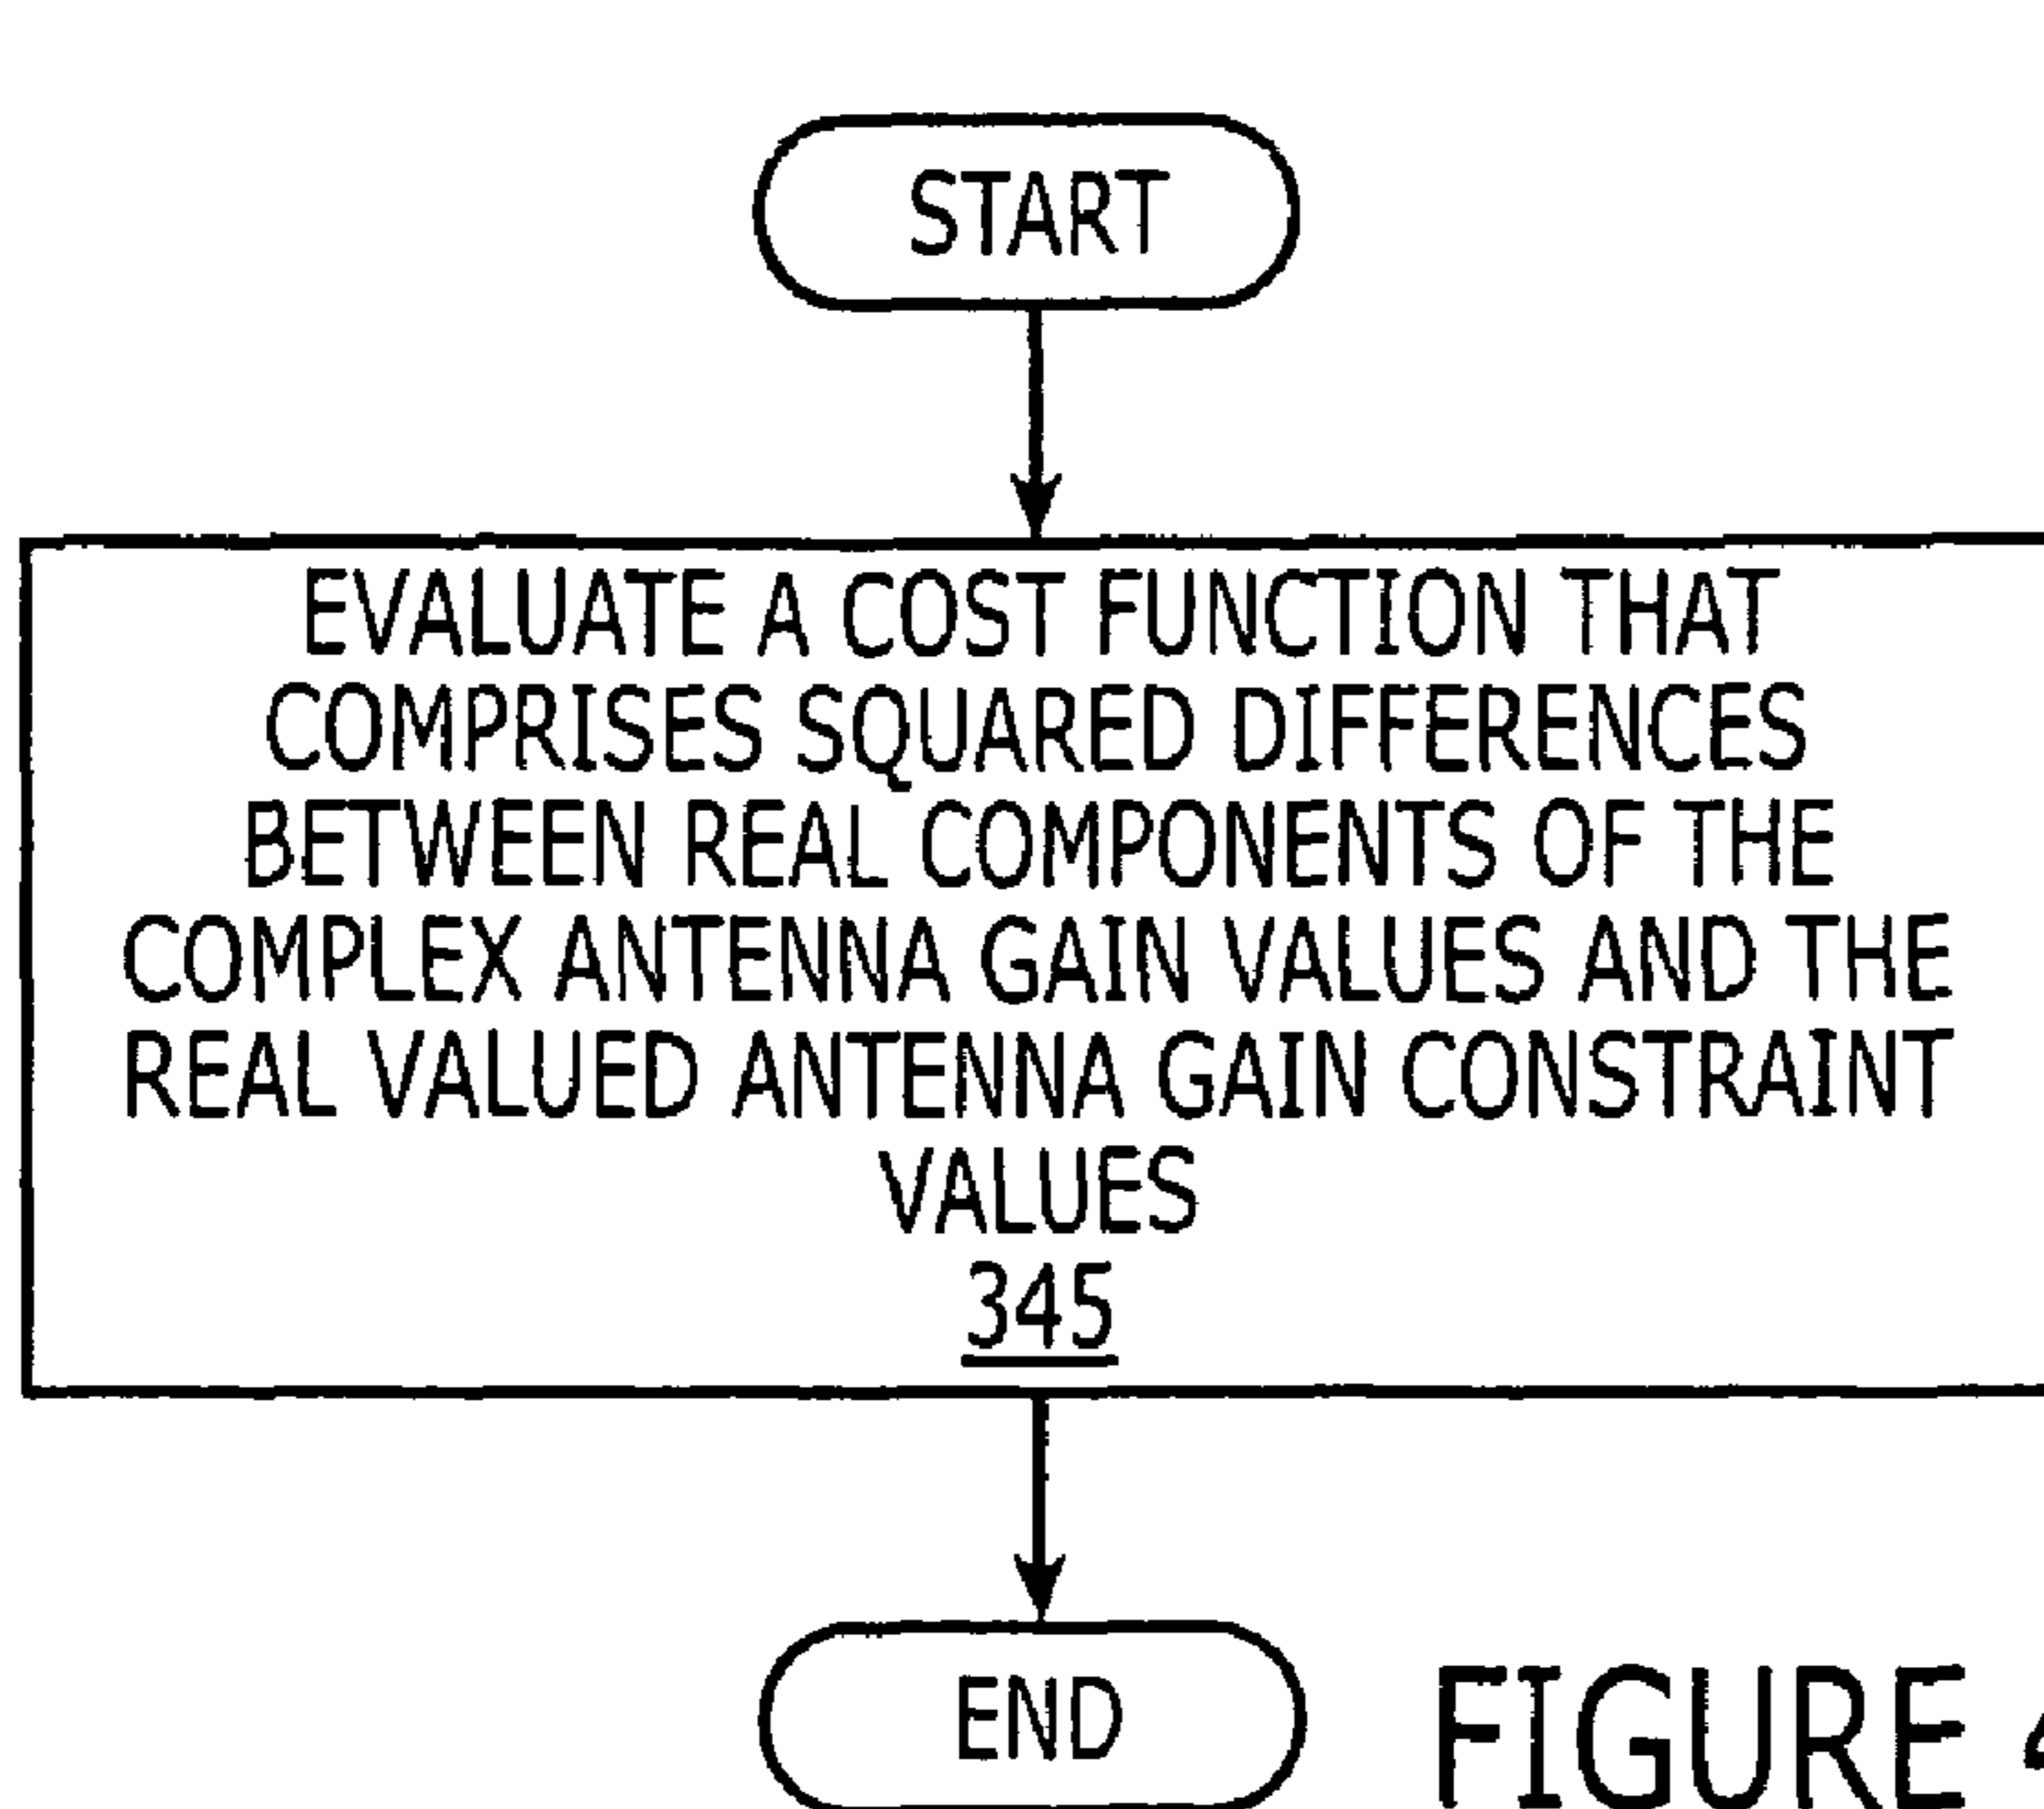 START
EVALUATE A COST FUNCTION THAT
COMPRISES SQUARED DIFFERENCES
BETWEEN REAL COMPONENTS OF THE
COMPLEX ANTENNA GAIN VALUES AND THE
REAL VALUED ANTENNA GAIN CONSTRAINT
VALUES
345
END
FIGURE